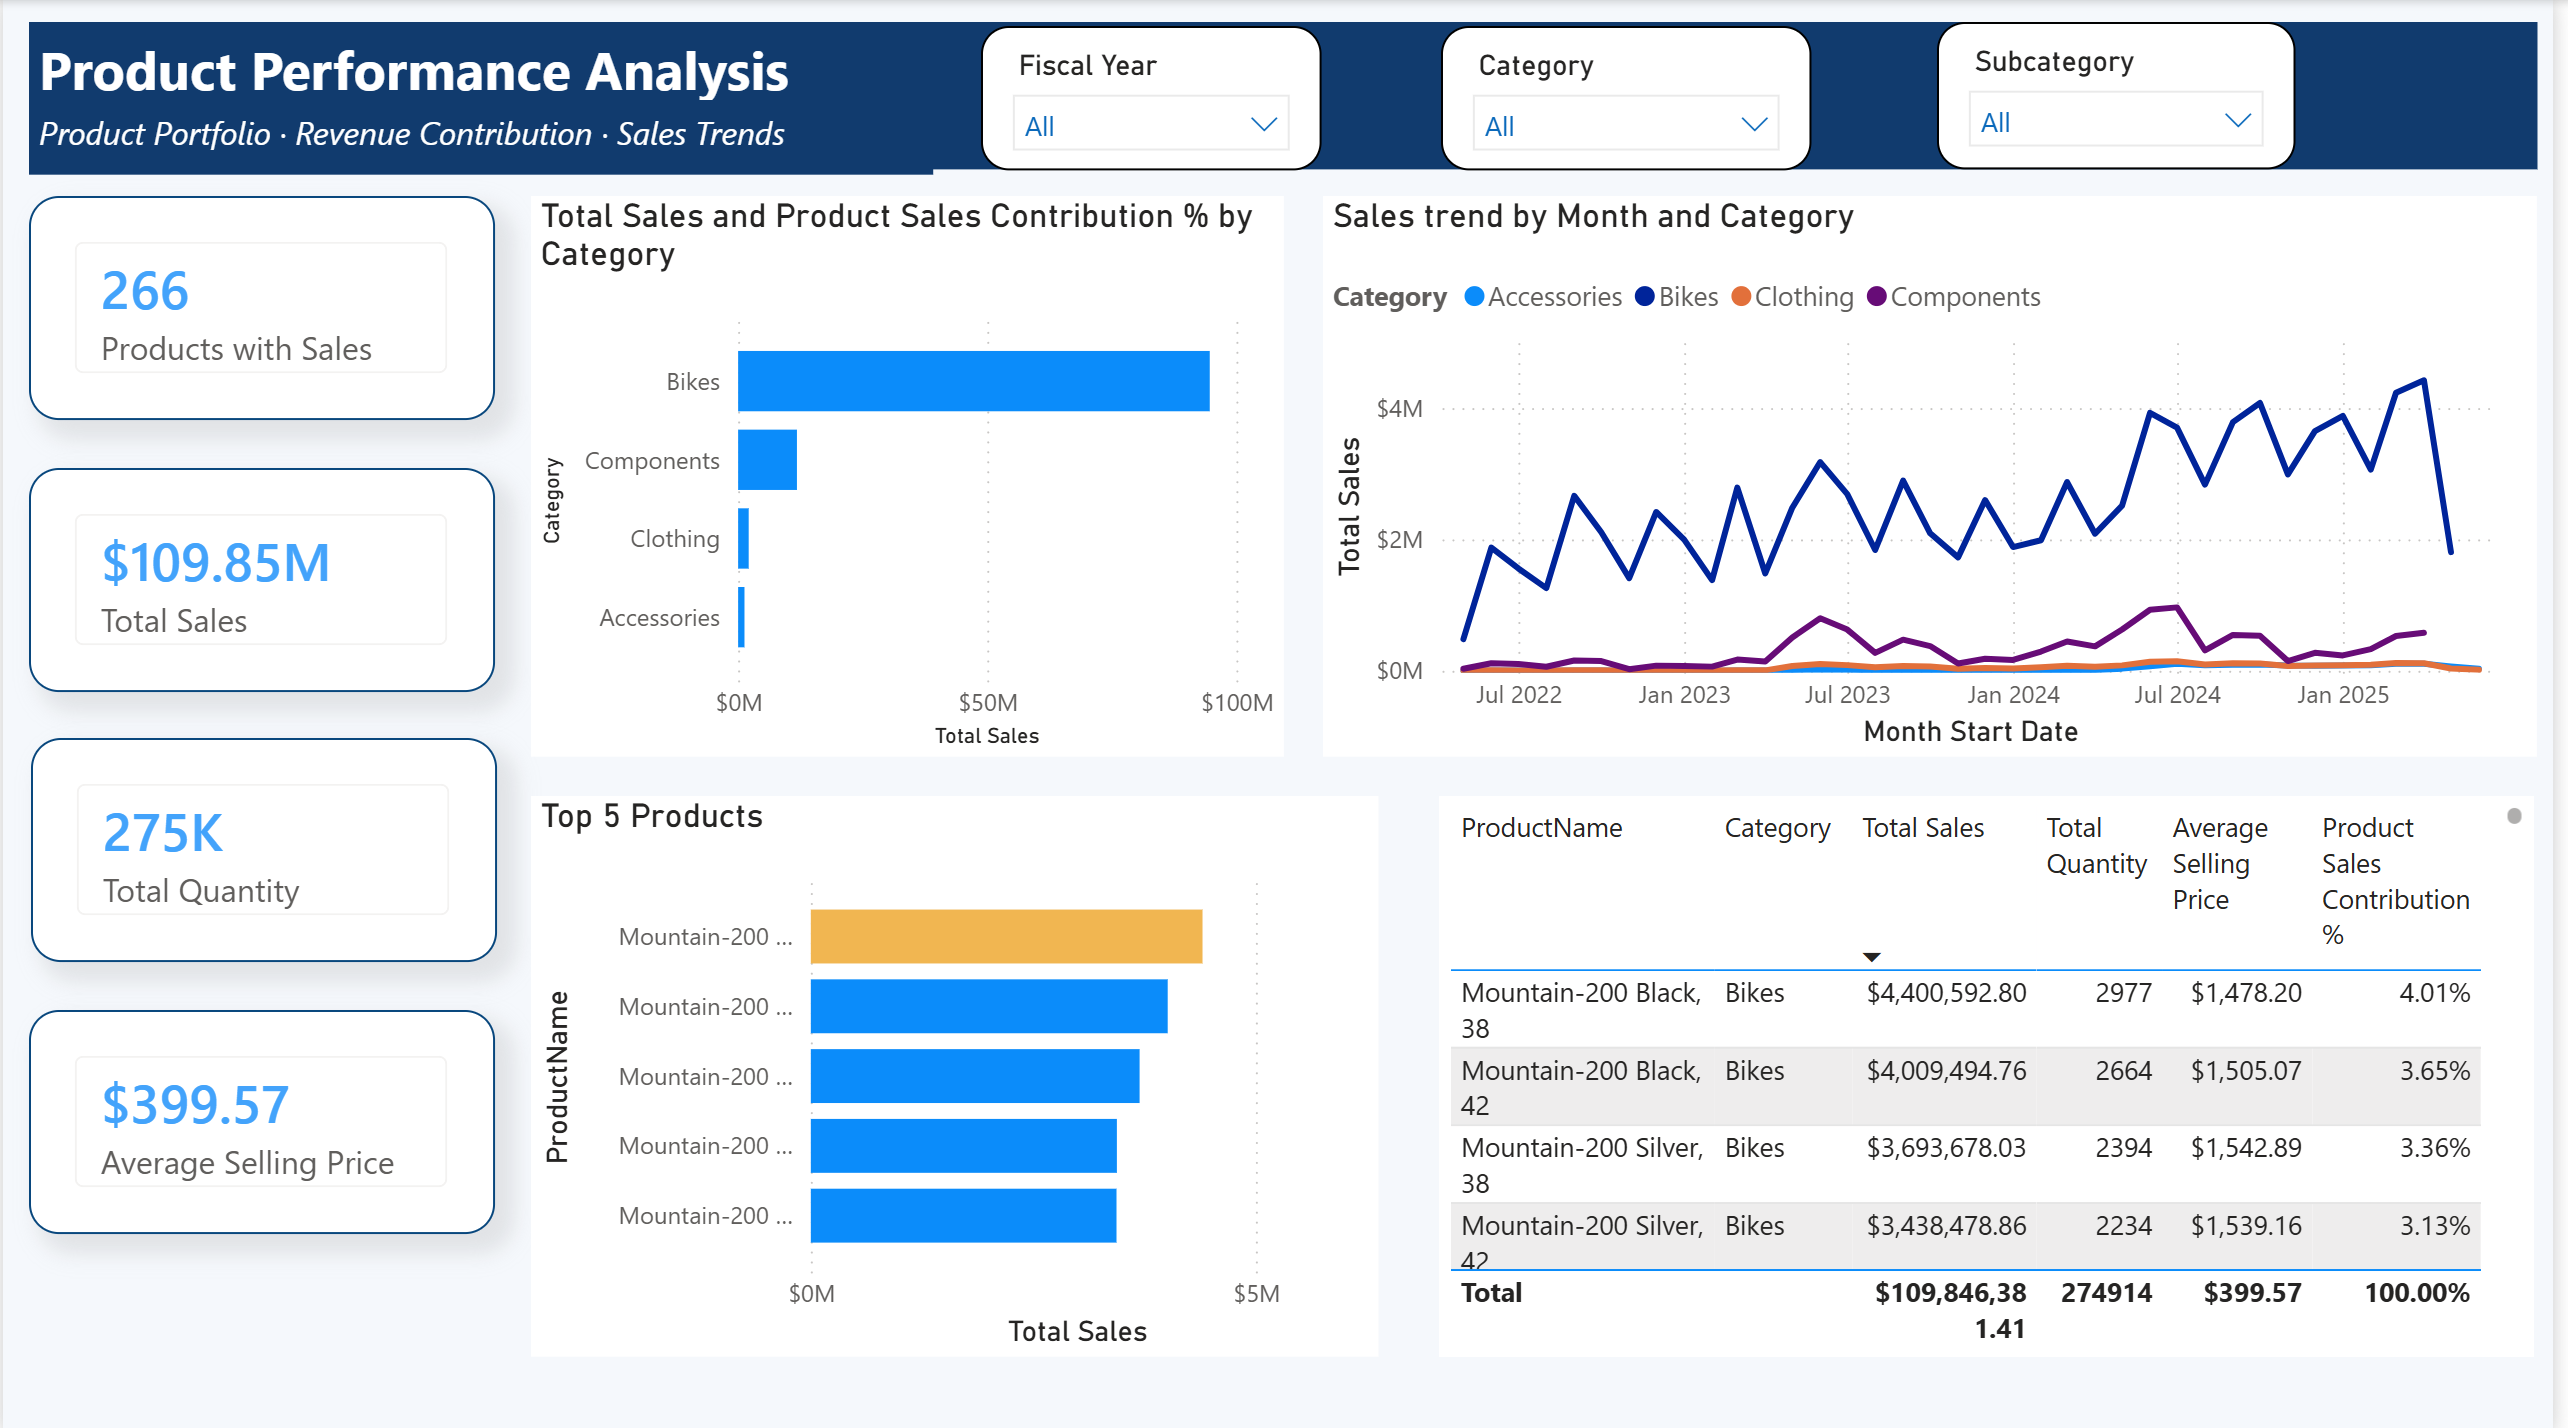 Product Performance Analysis
Product Portfolio · Revenue Contribution · Sales Trends
Fiscal Year
All
Category
All
Subcategory
All
266
Products with Sales
$109.85M
Total Sales
275K
Total Quantity
$399.57
Average Selling Price
Total Sales and Product Sales Contribution % by
Category
Category
Bikes
Components
Clothing
Accessories
$0M $50M $100M
Total Sales
Sales trend by Month and Category
Category Accessories Bikes Clothing Components
Total Sales
$4M
$2M
$0M
Jul 2022 Jan 2023 Jul 2023 Jan 2024 Jul 2024 Jan 2025
Month Start Date
Top 5 Products
ProductName
Mountain-200 ...
Mountain-200 ...
Mountain-200 ...
Mountain-200 ...
Mountain-200 ...
$0M $5M
Total Sales
ProductName Category Total Sales Total Average Product
Quantity Selling Sales
Price Contribution
%
Mountain-200 Black, Bikes $4,400,592.80 2977 $1,478.20 4.01%
38
Mountain-200 Black, Bikes $4,009,494.76 2664 $1,505.07 3.65%
42
Mountain-200 Silver, Bikes $3,693,678.03 2394 $1,542.89 3.36%
38
Mountain-200 Silver, Bikes $3,438,478.86 2234 $1,539.16 3.13%
42
Total $109,846,38 274914 $399.57 100.00%
1.41